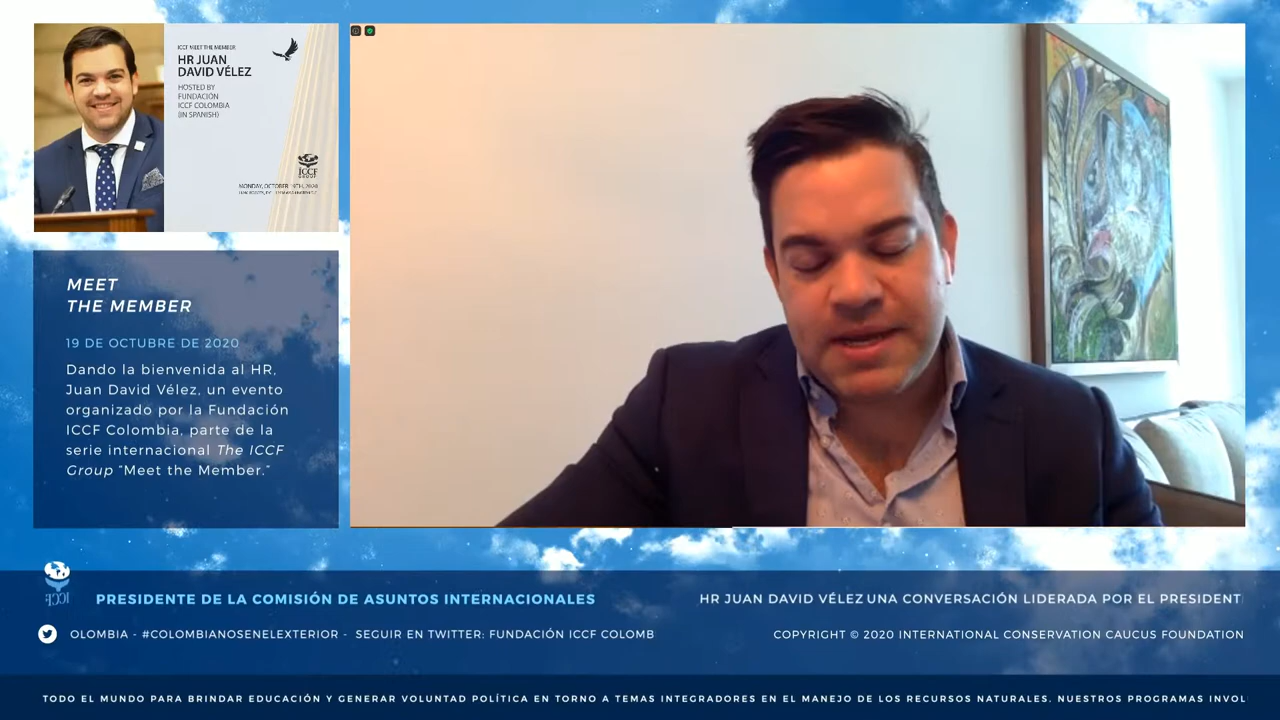 ICCF MEET THE MEMBER
HR JUAN
DAVID VÉLEZ
HOSTED BY
FUNDACIÓN
ICCF COLOMBIA
(IN SPANISH)
ICCF
GROUP
MONDAY, OCTOBER 19TH, 2020
MEET
THE MEMBER
19 DE OCTUBRE DE 2020
Dando la bienvenida al HR,
Juan David Vélez, un evento
organizado por la Fundación
ICCF Colombia, parte de la
serie internacional The ICCF
Group "Meet the Member."
ICCF
PRESIDENTE DE LA COMISIÓN DE ASUNTOS INTERNACIONALES
HR JUAN DAVID VÉLEZ UNA CONVERSACIÓN LIDERADA POR EL PRESIDENT
OLOMBIA - #COLOMBIANOSENELEXTERIOR - SEGUIR EN TWITTER: FUNDACIÓN ICCF COLOMB
COPYRIGHT © 2020 INTERNATIONAL CONSERVATION CAUCUS FOUNDATION
TODO EL MUNDO PARA BRINDAR EDUCACIÓN Y GENERAR VOLUNTAD POLÍTICA EN TORNO A TEMAS INTEGRADORES EN EL MANEJO DE LOS RECURSOS NATURALES. NUESTROS PROGRAMAS INVOL